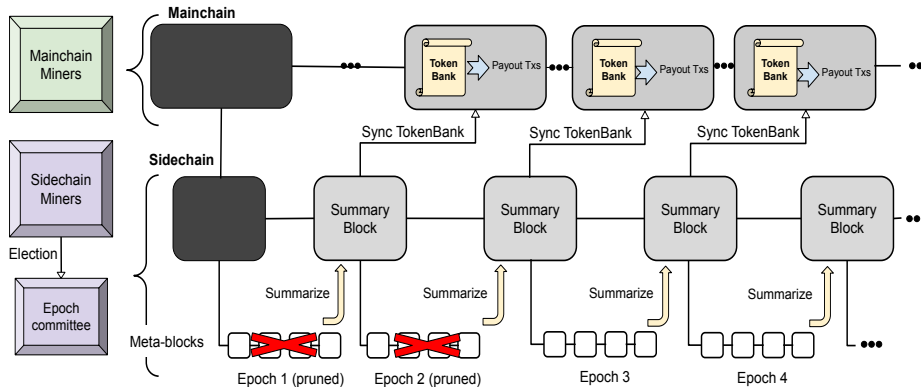 Mainchain
Mainchain
Miners
Token
Bank
Payout Txs
Token
Bank
Payout Txs
Token
Bank
Payout Txs
Sync TokenBank
Sync TokenBank
Sync TokenBank
Sidechain
Sidechain
Miners
Summary
Block
Summary
Block
Summary
Block
Summary
Block
Election
Epoch
committee
Summarize
Summarize
Summarize
Summarize
Meta-blocks
Epoch 1 (pruned)
Epoch 2 (pruned)
Epoch 3
Epoch 4